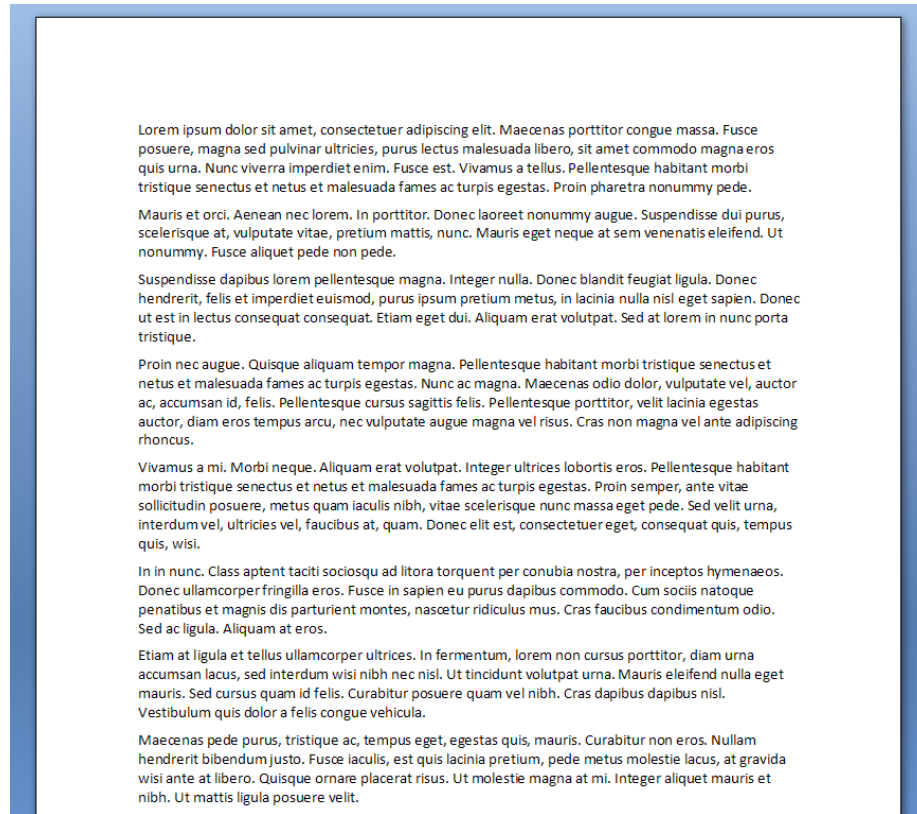 Lorem ipsum dolor sit amet, consectetuer adipiscing elit. Maecenas porttitor congue massa. Fusce
posuere, magna sed pulvinar ultricies, purus lectus malesuada libero, sit amet commodo magna eros
quis urna. Nunc viverra imperdiet enim. Fusce est. Vivamus a tellus. Pellentesque habitant morbi
tristique senectus et netus et malesuada fames ac turpis egestas. Proin pharetra nonummy pede.
Mauris et orci. Aenean nec lorem. In porttitor. Donec laoreet nonummy augue. Suspendisse dui purus,
scelerisque at, vulputate vitae, pretium mattis, nunc. Mauris eget neque at sem venenatis eleifend. Ut
nonummy. Fusce aliquet pede non pede.
Suspendisse dapibus lorem pellentesque magna. Integer nulla. Donec blandit feugiat ligula. Donec
hendrerit, felis et imperdiet euismod, purus ipsum pretium metus, in lacinia nulla nisl eget sapien. Donec
ut est in lectus consequat consequat. Etiam eget dui. Aliquam erat volutpat. Sed at lorem in nunc porta
tristique.
Proin nec augue. Quisque aliquam tempor magna. Pellentesque habitant morbi tristique senectus et
netus et malesuada fames ac turpis egestas. Nunc ac magna. Maecenas odio dolor, vulputate vel, auctor
ac, accumsan id, felis. Pellentesque cursus sagittis felis. Pellentesque porttitor, velit lacinia egestas
auctor, diam eros tempus arcu, nec vulputate augue magna vel risus. Cras non magna vel ante adipiscing
rhoncus.
Vivamus a mi. Morbi neque. Aliquam erat volutpat. Integer ultrices lobortis eros. Pellentesque habitant
morbi tristique senectus et netus et malesuada fames ac turpis egestas. Proin semper, ante vitae
sollicitudin posuere, metus quam iaculis nibh, vitae scelerisque nunc massa eget pede. Sed velit urna,
interdum vel, ultricies vel, faucibus at, quam. Donec elit est, consectetuer eget, consequat quis, tempus
quis, wisi.
In in nunc. Class aptent taciti sociosqu ad litora torquent per conubia nostra, per inceptos hymenaeos.
Donec ullamcorper fringilla eros. Fusce in sapien eu purus dapibus commodo. Cum sociis natoque
penatibus et magnis dis parturient montes, nascetur ridiculus mus. Cras faucibus condimentum odio.
Sed ac ligula. Aliquam at eros.
Etiam at ligula et tellus ullamcorper ultrices. In fermentum, lorem non cursus porttitor, diam urna
accumsan lacus, sed interdum wisi nibh nec nisl. Ut tincidunt volutpat urna. Mauris eleifend nulla eget
mauris. Sed cursus quam id felis. Curabitur posuere quam vel nibh. Cras dapibus dapibus nisl.
Vestibulum quis dolor a felis congue vehicula.
Maecenas pede purus, tristique ac, tempus eget, egestas quis, mauris. Curabitur non eros. Nullam
hendrerit bibendum justo. Fusce iaculis, est quis lacinia pretium, pede metus molestie lacus, at gravida
wisi ante at libero. Quisque ornare placerat risus. Ut molestie magna at mi. Integer aliquet mauris et
nibh. Ut mattis ligula posuere velit.